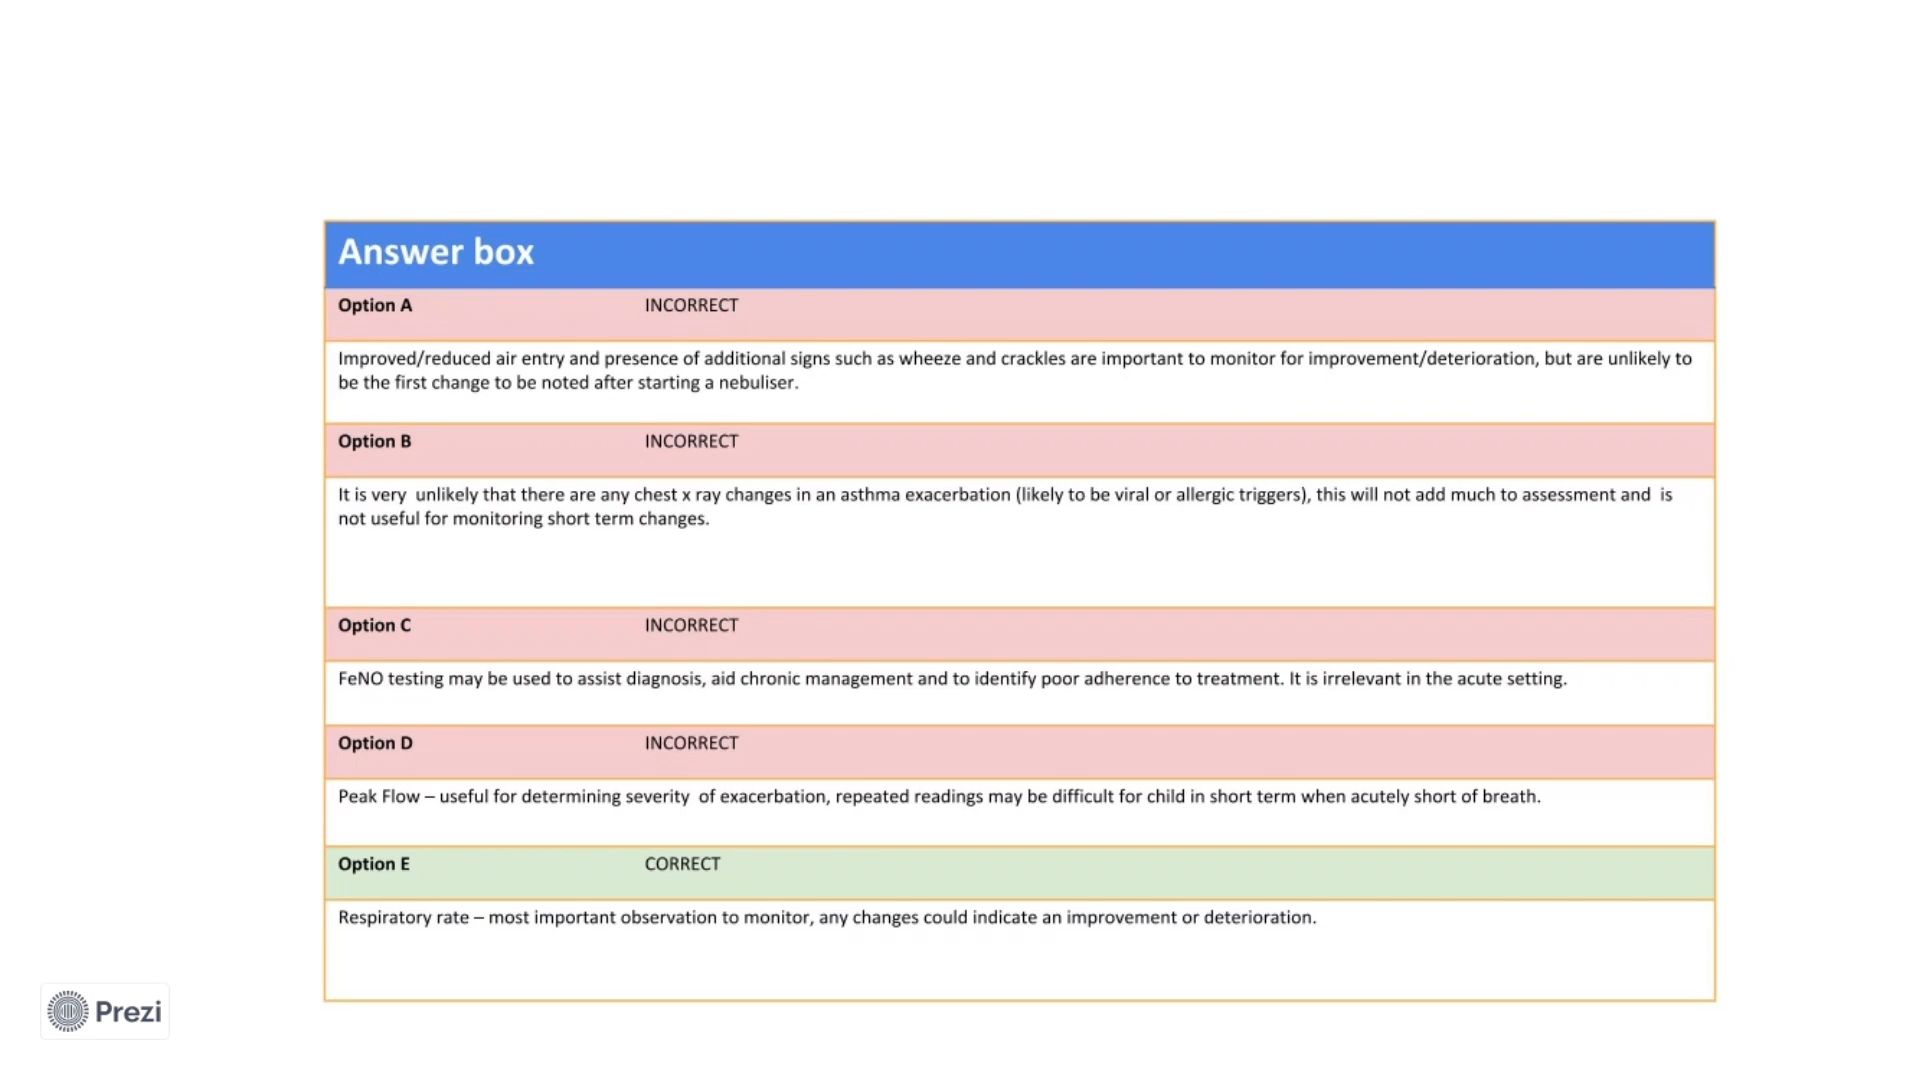 Answer box
Option A INCORRECT
Improved/reduced air entry and presence of additional signs such as wheeze and crackles are important to monitor for improvement/deterioration, but are unlikely to
be the first change to be noted after starting a nebuliser.
Option B INCORRECT
It is very  unlikely that there are any chest x ray changes in an asthma exacerbation (likely to be viral or allergic triggers), this will not add much to assessment and  is
not useful for monitoring short term changes.
Option C INCORRECT
FeNO testing may be used to assist diagnosis, aid chronic management and to identify poor adherence to treatment. It is irrelevant in the acute setting.
Option D INCORRECT
Peak Flow – useful for determining severity  of exacerbation, repeated readings may be difficult for child in short term when acutely short of breath.
Option E CORRECT
Respiratory rate – most important observation to monitor, any changes could indicate an improvement or deterioration.
Prezi